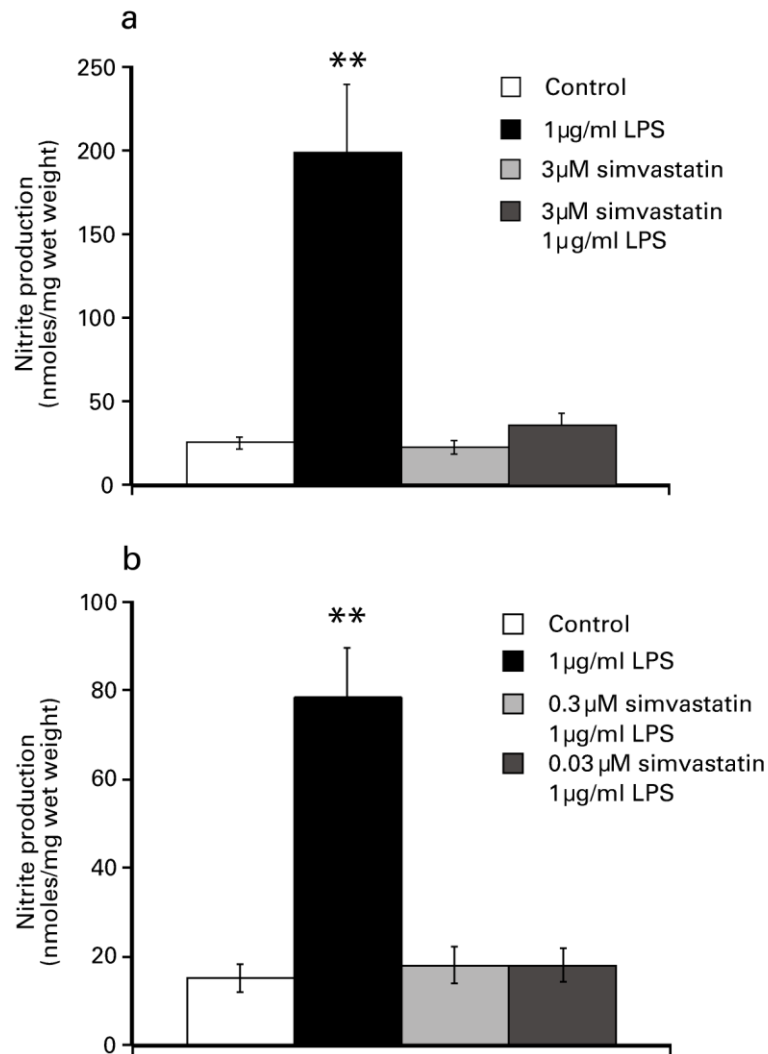 a
Nitrite production
(nmoles/mg wet weight)
250
200
150
100
50
0
**
Control
1µg/ml LPS
3µM simvastatin
3µM simvastatin
1µg/ml LPS
b
Nitrite production
(nmoles/mg wet weight)
100
80
60
40
20
0
**
Control
1µg/ml LPS
0.3µM simvastatin
1µg/ml LPS
0.03µM simvastatin
1µg/ml LPS